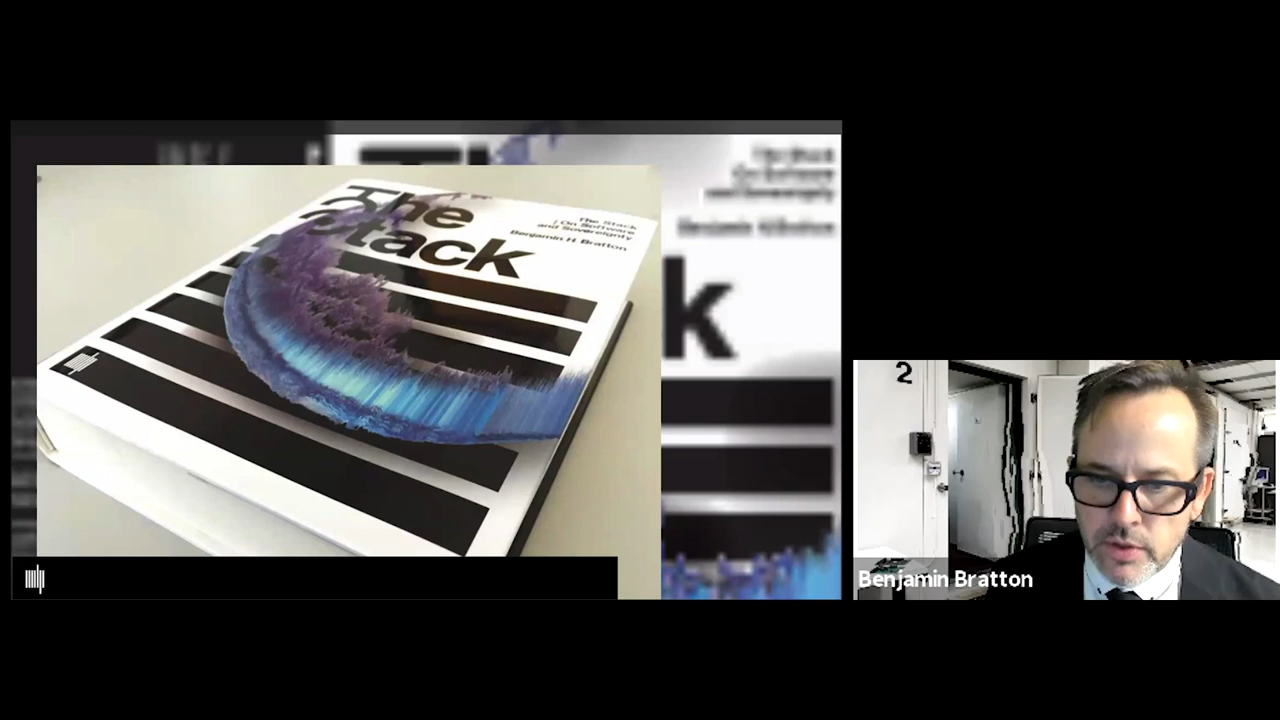 The
Stack
The Stack
| On Software
and Sovereignty
Benjamin H. Bratton
2
Benjamin Bratton